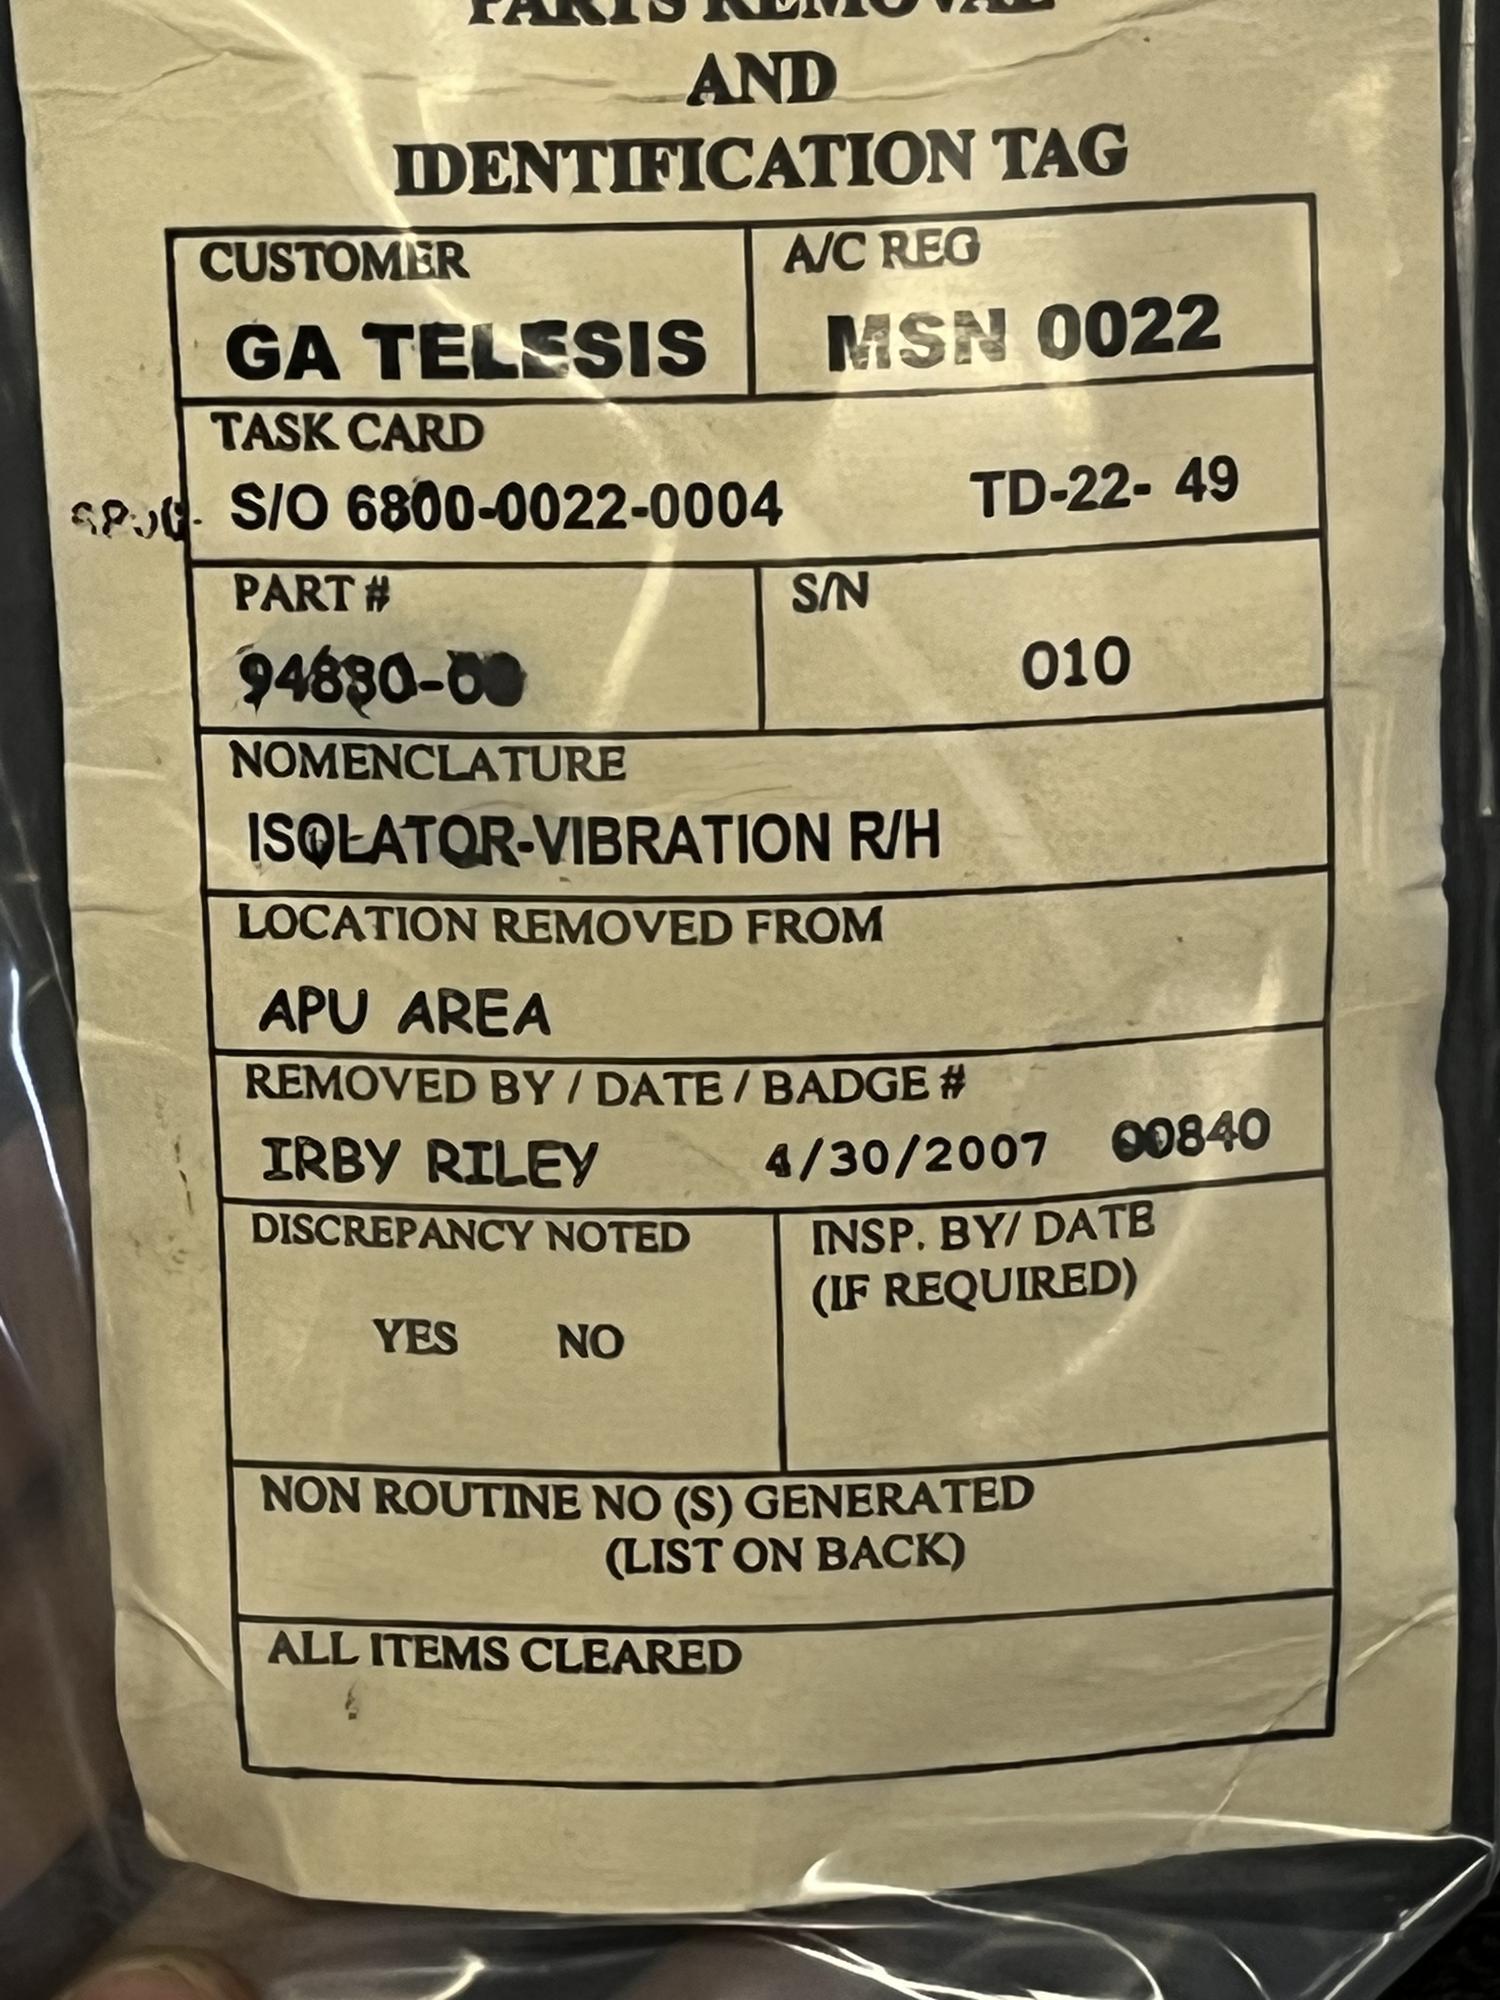 PARTS REMOVAL
AND
IDENTIFICATION TAG
CUSTOMER
GA TELESIS
A/C REG
MSN 0022
TASK CARD
S/O 6800-0022-0004 TD-22- 49
PART #
S/N
010
NOMENCLATURE
ISOLATOR-VIBRATION R/H
LOCATION REMOVED FROM
APU AREA
REMOVED BY / DATE / BADGE #
IRBY RILEY 4/30/2007 00840
DISCREPANCY NOTED
YES NO
INSP. BY/ DATE
(IF REQUIRED)
NON ROUTINE NO (S) GENERATED
(LIST ON BACK)
ALL ITEMS CLEARED